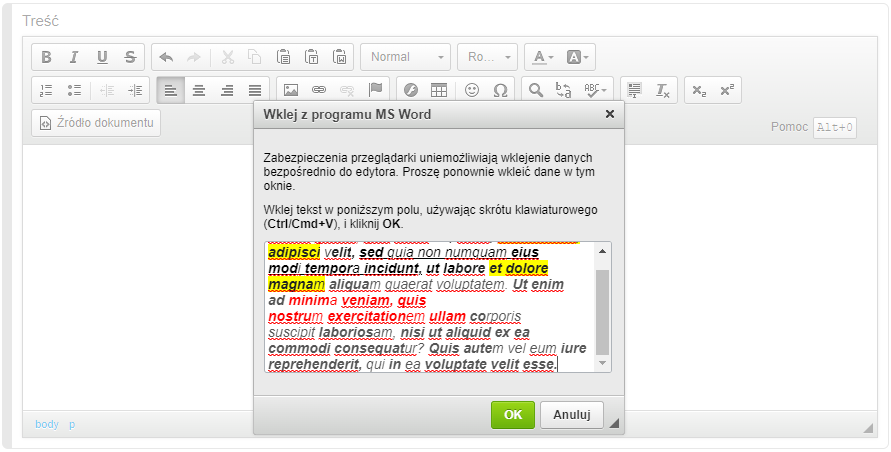 Treść
B I U S Normal Ro... A A
ABC x₂ x²
Źródło dokumentu
Pomoc Alt+0
Wklej z programu MS Word
Zabezpieczenia przeglądarki uniemożliwiają wklejenie danych
bezpośrednio do edytora. Proszę ponownie wkleić dane w tym
oknie.
Wklej tekst w poniższym polu, używając skrótu klawiaturowego
(Ctrl/Cmd+V), i kliknij OK.
adipisci velit, sed quia non numquam eius
modi tempora incidunt, ut labore et dolore
magnam aliquam quaerat voluptatem. Ut enim
ad minima veniam, quis
nostrum exercitationem ullam corporis
suscipit laboriosam, nisi ut aliquid ex ea
commodi consequatur? Quis autem vel eum iure
reprehenderit, qui in ea voluptate velit esse.
OK Anuluj
body p